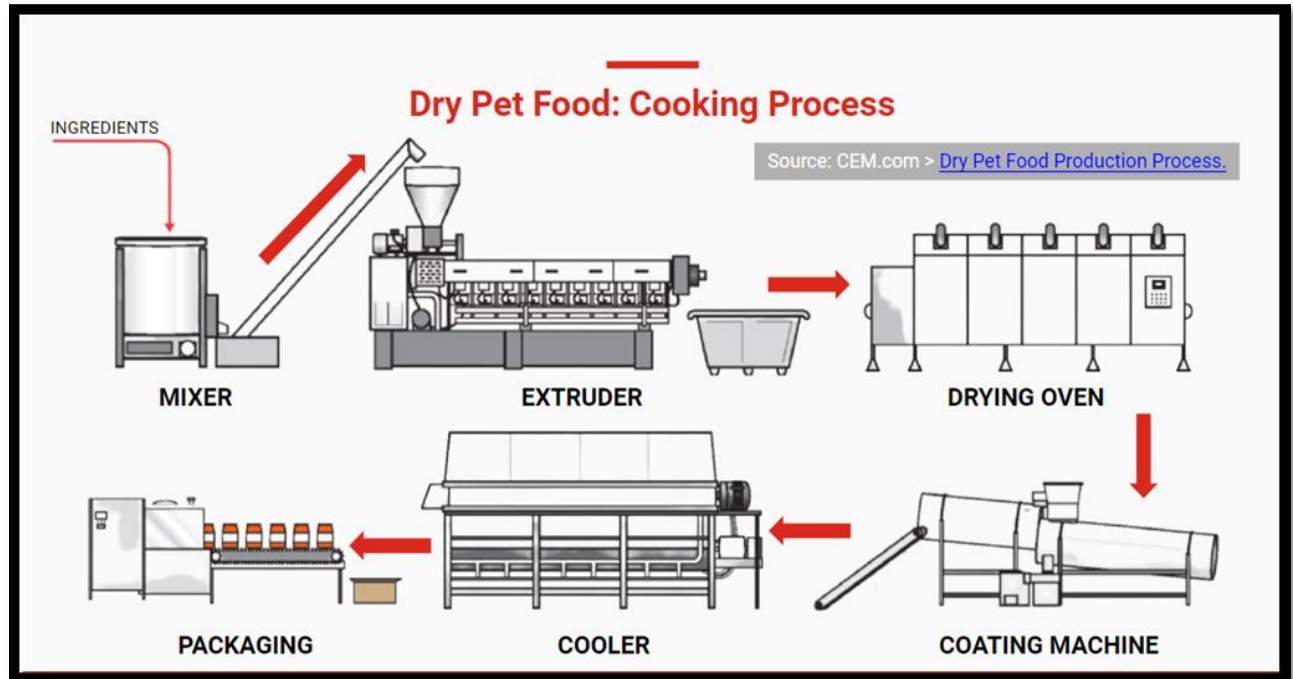 Dry Pet Food: Cooking Process
INGREDIENTS
Source: CEM.com > Dry Pet Food Production Process.
MIXER
EXTRUDER
DRYING OVEN
PACKAGING
COOLER
COATING MACHINE